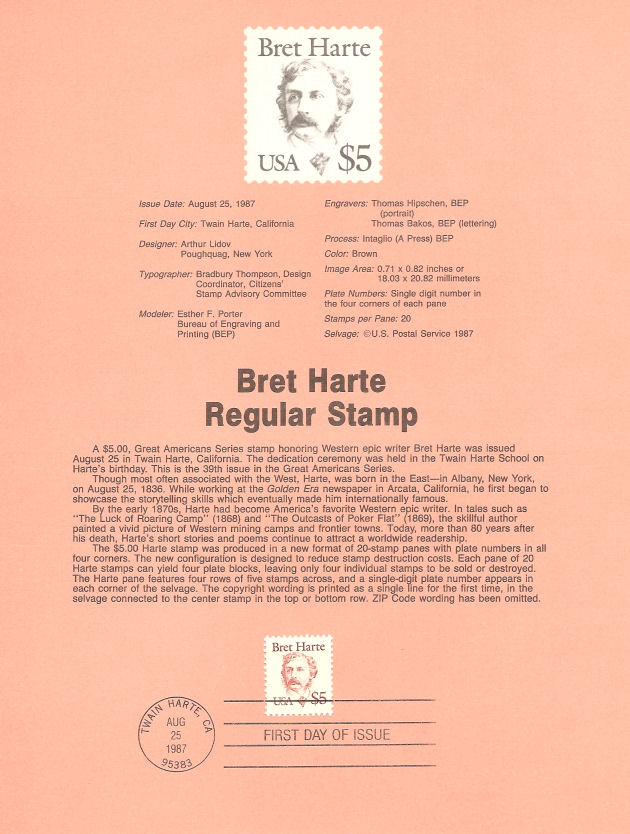 Bret Harte
USA $5
Issue Date: August 25, 1987
First Day City: Twain Harte, California
Designer: Arthur Lidov
Poughquag, New York
Typographer: Bradbury Thompson, Design
Coordinator, Citizens'
Stamp Advisory Committee
Modeler: Esther F. Porter
Bureau of Engraving and
Printing (BEP)
Engravers: Thomas Hipschen, BEP
(portrait)
Thomas Bakos, BEP (lettering)
Process: Intaglio (A Press) BEP
Color: Brown
Image Area: 0.71 x 0.82 inches or
18.03 x 20.82 millimeters
Plate Numbers: Single digit number in
the four corners of each pane
Stamps per Pane: 20
Selvage: ©U.S. Postal Service 1987
Bret Harte
Regular Stamp
A $5.00, Great Americans Series stamp honoring Western epic writer Bret Harte was issued
August 25 in Twain Harte, California. The dedication ceremony was held in the Twain Harte School on
Harte's birthday. This is the 39th issue in the Great Americans Series.
Though most often associated with the West, Harte, was born in the East—in Albany, New York,
on August 25, 1836. While working at the Golden Era newspaper in Arcata, California, he first began to
showcase the storytelling skills which eventually made him internationally famous.
By the early 1870s, Harte had become America's favorite Western epic writer. In tales such as
"The Luck of Roaring Camp" (1868) and "The Outcasts of Poker Flat" (1869), the skillful author
painted a vivid picture of Western mining camps and frontier towns. Today, more than 80 years after
his death, Harte's short stories and poems continue to attract a worldwide readership.
The $5.00 Harte stamp was produced in a new format of 20-stamp panes with plate numbers in all
four corners. The new configuration is designed to reduce stamp destruction costs. Each pane of 20
Harte stamps can yield four plate blocks, leaving only four individual stamps to be sold or destroyed.
The Harte pane features four rows of five stamps across, and a single-digit plate number appears in
each corner of the selvage. The copyright wording is printed as a single line for the first time, in the
selvage connected to the center stamp in the top or bottom row. ZIP Code wording has been omitted.
Bret Harte
USA $5
TWAIN HARTE, CA
AUG
25
1987
95383
FIRST DAY OF ISSUE